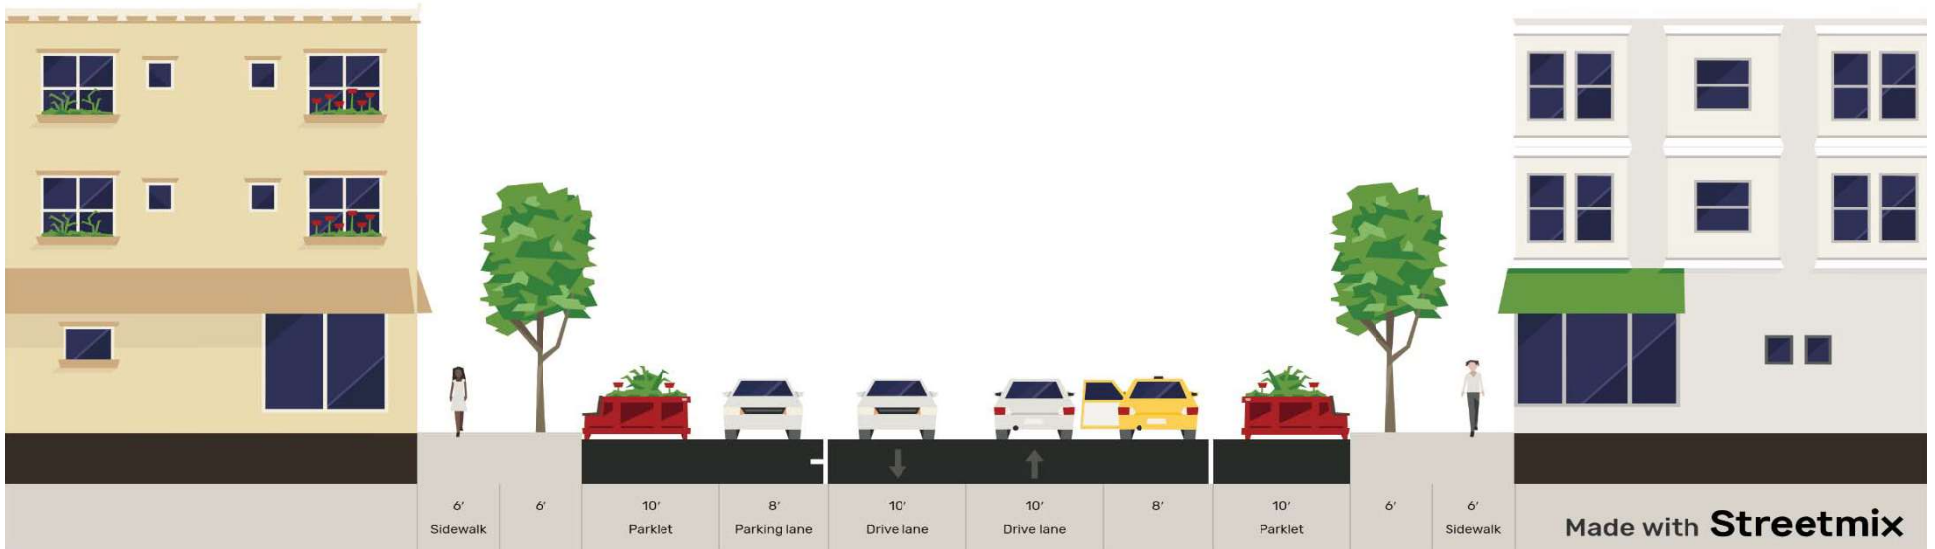 6'
Sidewalk
6'
10'
Parklet
8'
Parking lane
10'
Drive lane
10'
Drive lane
8'
10'
Parklet
6'
6'
Sidewalk
Made with Streetmix